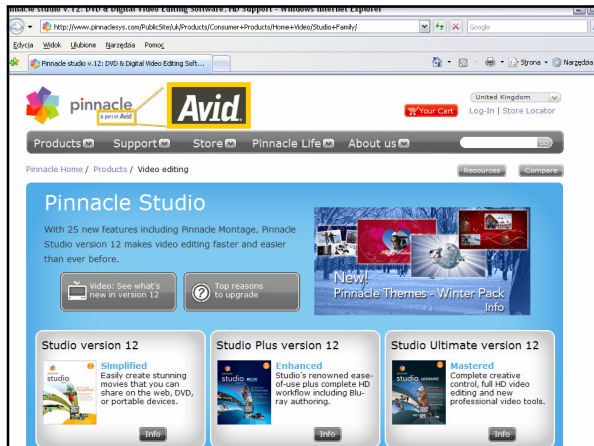 nnacle studio v.12: DVD & Digital Video Editing Software, HD Support - Windows Internet Explorer
http://www.pinnaclesys.com/PublicSite/uk/Products/Consumer+Products/Home+Video/Studio+Family/
Google
Edycja Widok Ulubione Narzędzia Pomoc
Pinnacle studio v.12: DVD & Digital Video Editing Soft...
Strona
Narzędzia
pinnacle
A part of Avid
Avid
Your Cart
United Kingdom
Log-In | Store Locator
Products Support Store Pinnacle Life About us
GO
Pinnacle Home / Products / Video editing
Resources
Compare
Pinnacle Studio
With 25 new features including Pinnacle Montage, Pinnacle
Studio version 12 makes video editing faster and easier
than ever before.
Video: See what's
new in version 12
Top reasons
to upgrade
New!
Pinnacle Themes - Winter Pack
Info
Studio version 12
Simplified
Easily create stunning
movies that you can
share on the web, DVD,
or portable devices.
studio
Info
Studio Plus version 12
Enhanced
Studio's renowned ease-
of-use plus complete HD
workflow including Blu-
ray authoring.
studio PLUS
Info
Studio Ultimate version 12
Mastered
Complete creative
control, full HD video
editing and new
professional video tools.
studio ULTIMATE
Info